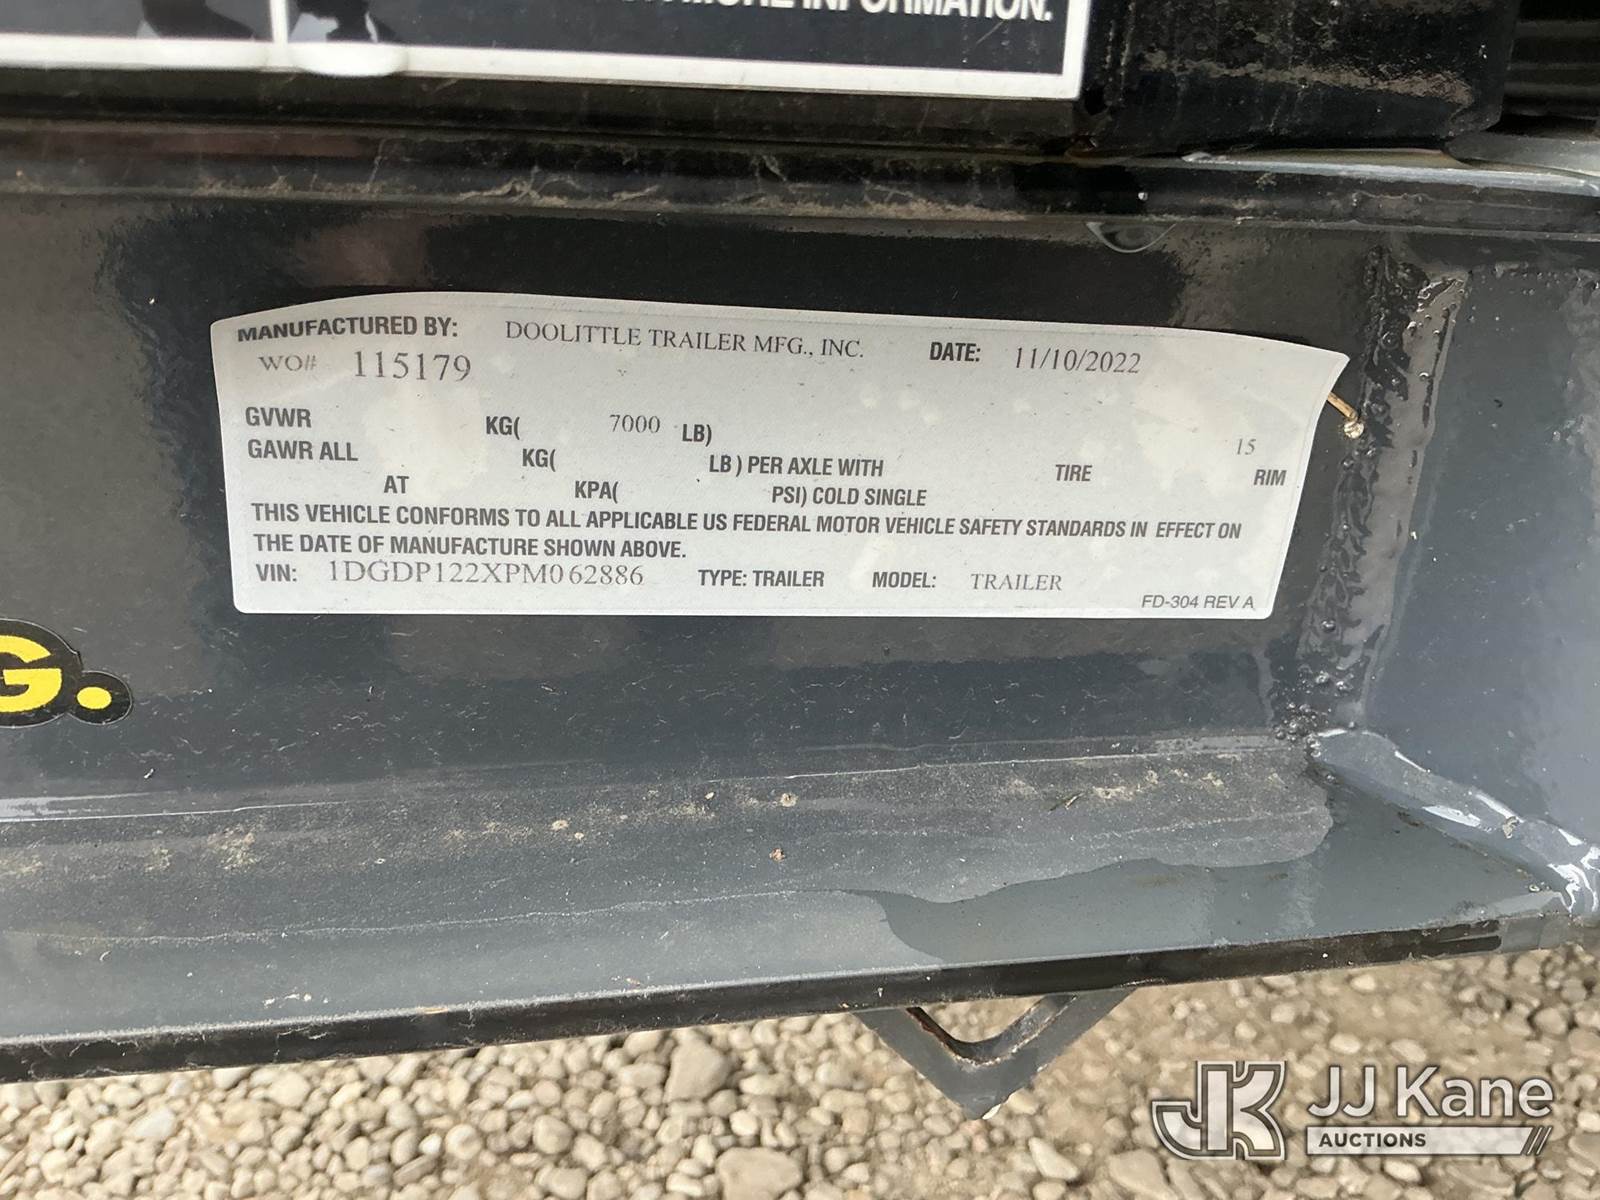 MORE INFORMATION.
MANUFACTURED BY: DOOLITTLE TRAILER MFG., INC. DATE: 11/10/2022
WO# 115179
GVWR KG( 7000 LB)
GAWR ALL KG( LB) PER AXLE WITH TIRE 15 RIM
AT KPA( PSI) COLD SINGLE
THIS VEHICLE CONFORMS TO ALL APPLICABLE US FEDERAL MOTOR VEHICLE SAFETY STANDARDS IN EFFECT ON
THE DATE OF MANUFACTURE SHOWN ABOVE.
VIN: 1DGDP122XPM062886 TYPE: TRAILER MODEL: TRAILER
FD-304 REV A
G.
JK JJ Kane
AUCTIONS